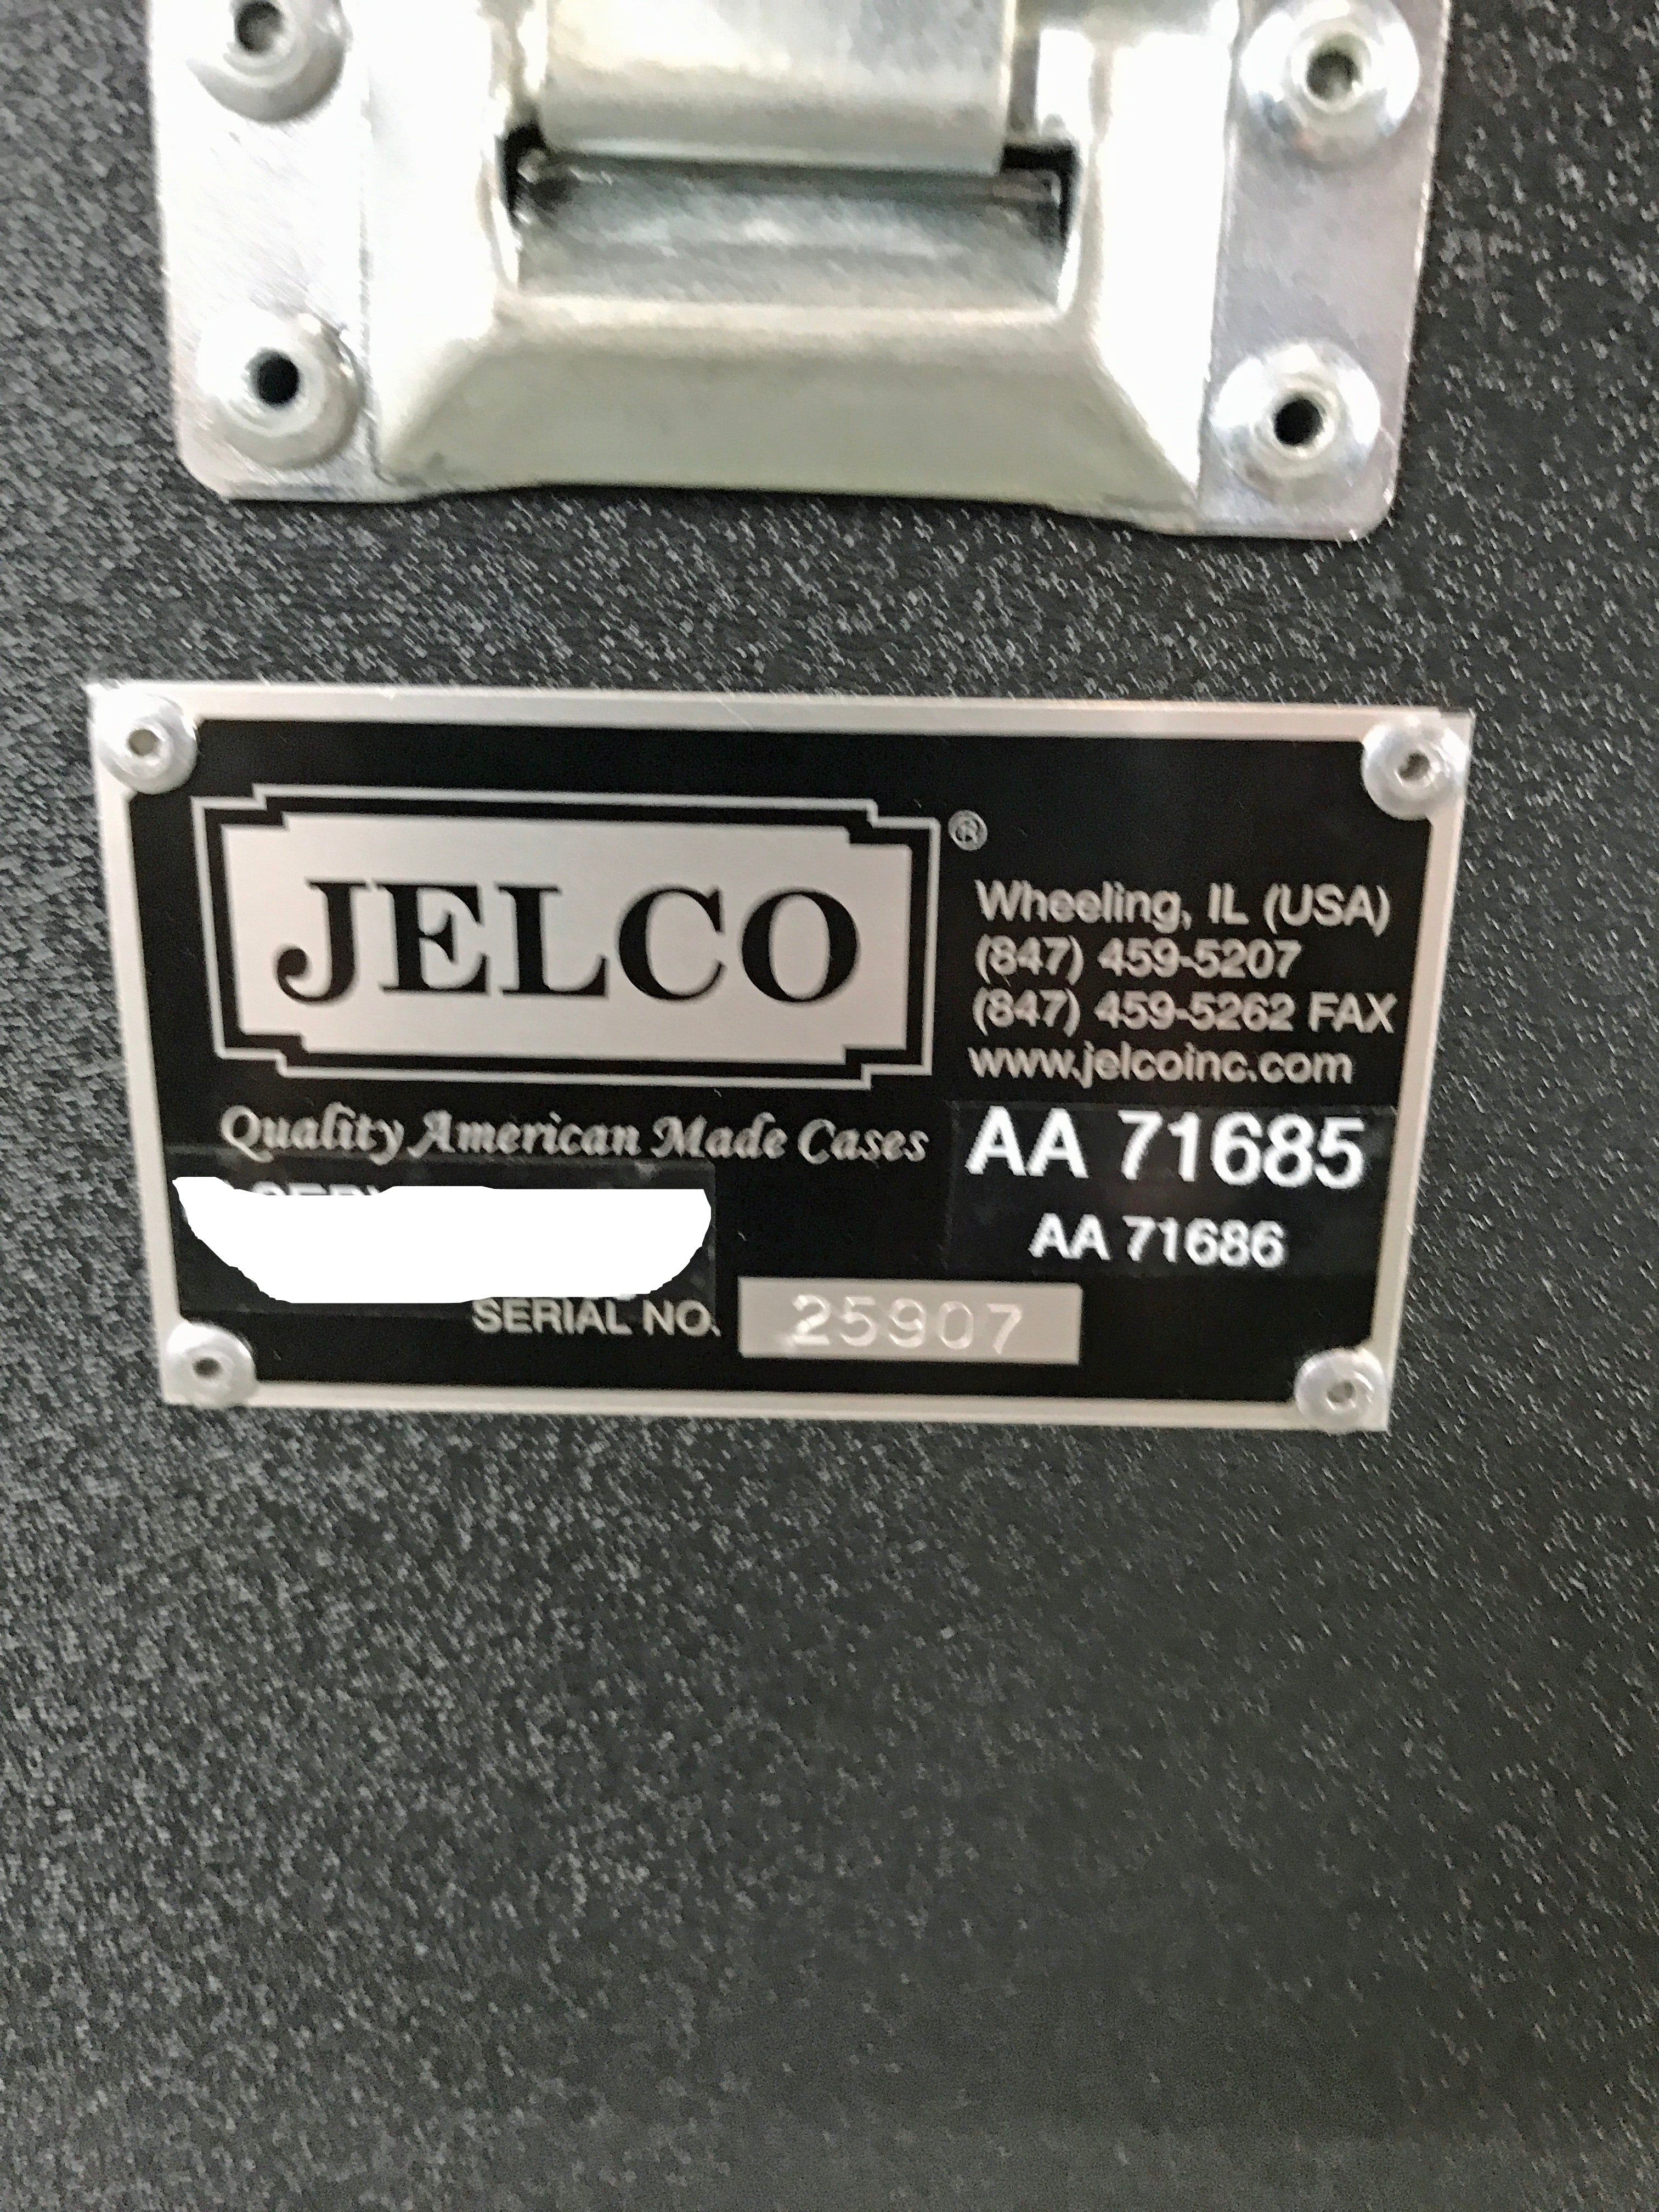 JELCO®
Wheeling, IL (USA)
(847) 459-5207
(847) 459-5262 FAX
www.jelcoinc.com
Quality American Made Cases
AA 71685
AA 71686
SERIAL NO. 25907